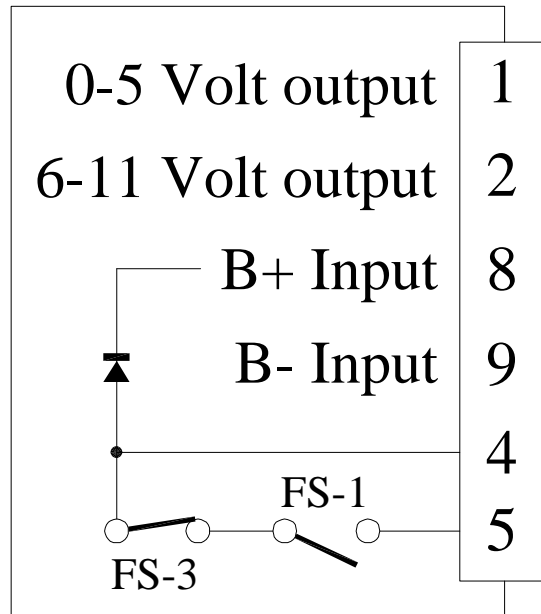 0-5 Volt output 1
6-11 Volt output 2
B+ Input 8
B- Input 9
4
FS-1
5
FS-3